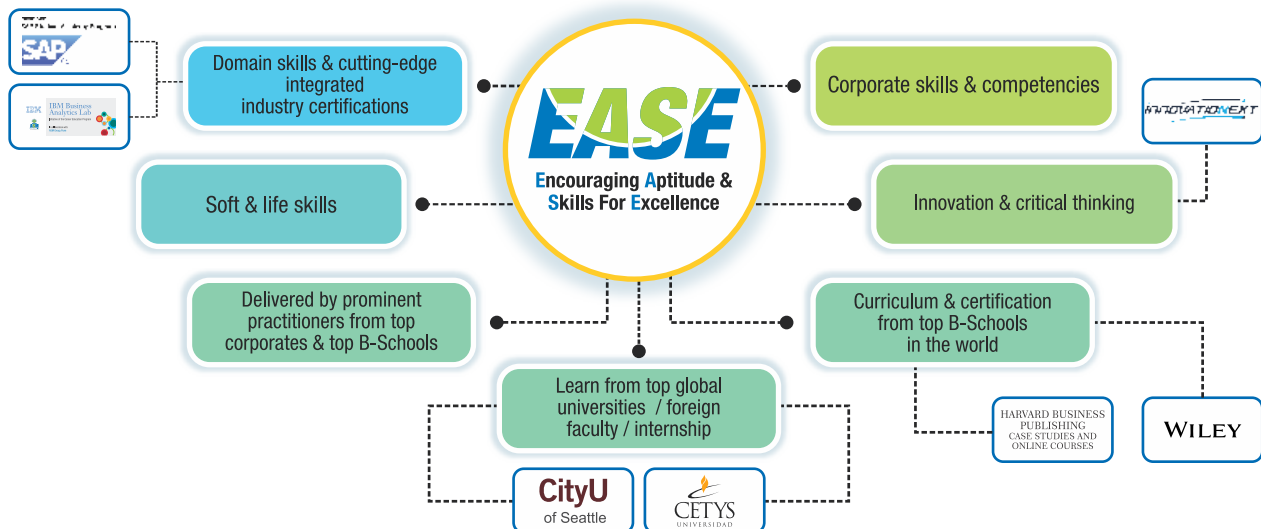 SAP
Domain skills & cutting-edge
integrated
industry certifications
IBM
IBM Business
Analytics Lab
EASE
Encouraging Aptitude &
Skills For Excellence
Corporate skills & competencies
INNOVATIONEXT
Soft & life skills
Innovation & critical thinking
Delivered by prominent
practitioners from top
corporates & top B-Schools
Curriculum & certification
from top B-Schools
in the world
Learn from top global
universities / foreign
faculty / internship
HARVARD BUSINESS
PUBLISHING
CASE STUDIES AND
ONLINE COURSES
WILEY
CityU
of Seattle
CETYS
UNIVERSIDAD